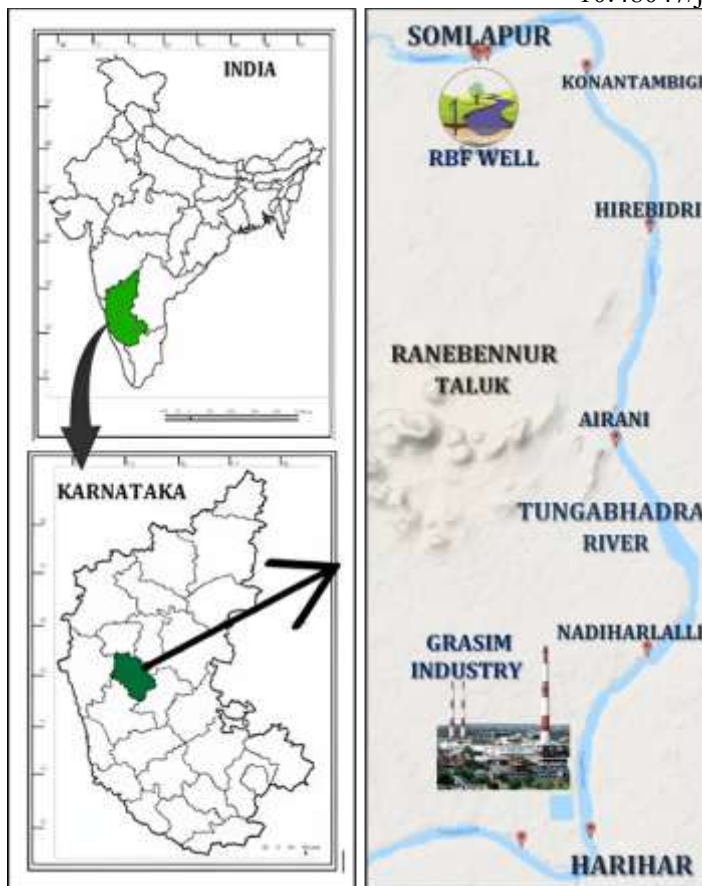 INDIA
KARNATAKA
SOMLAPUR
KONANTAMBIGI
RBF WELL
HIREBIDRI
RANEBENNUR
TALUK
AIRANI
TUNGABHADRA
RIVER
NADIHARLALLI
GRASIM
INDUSTRY
HARIHAR